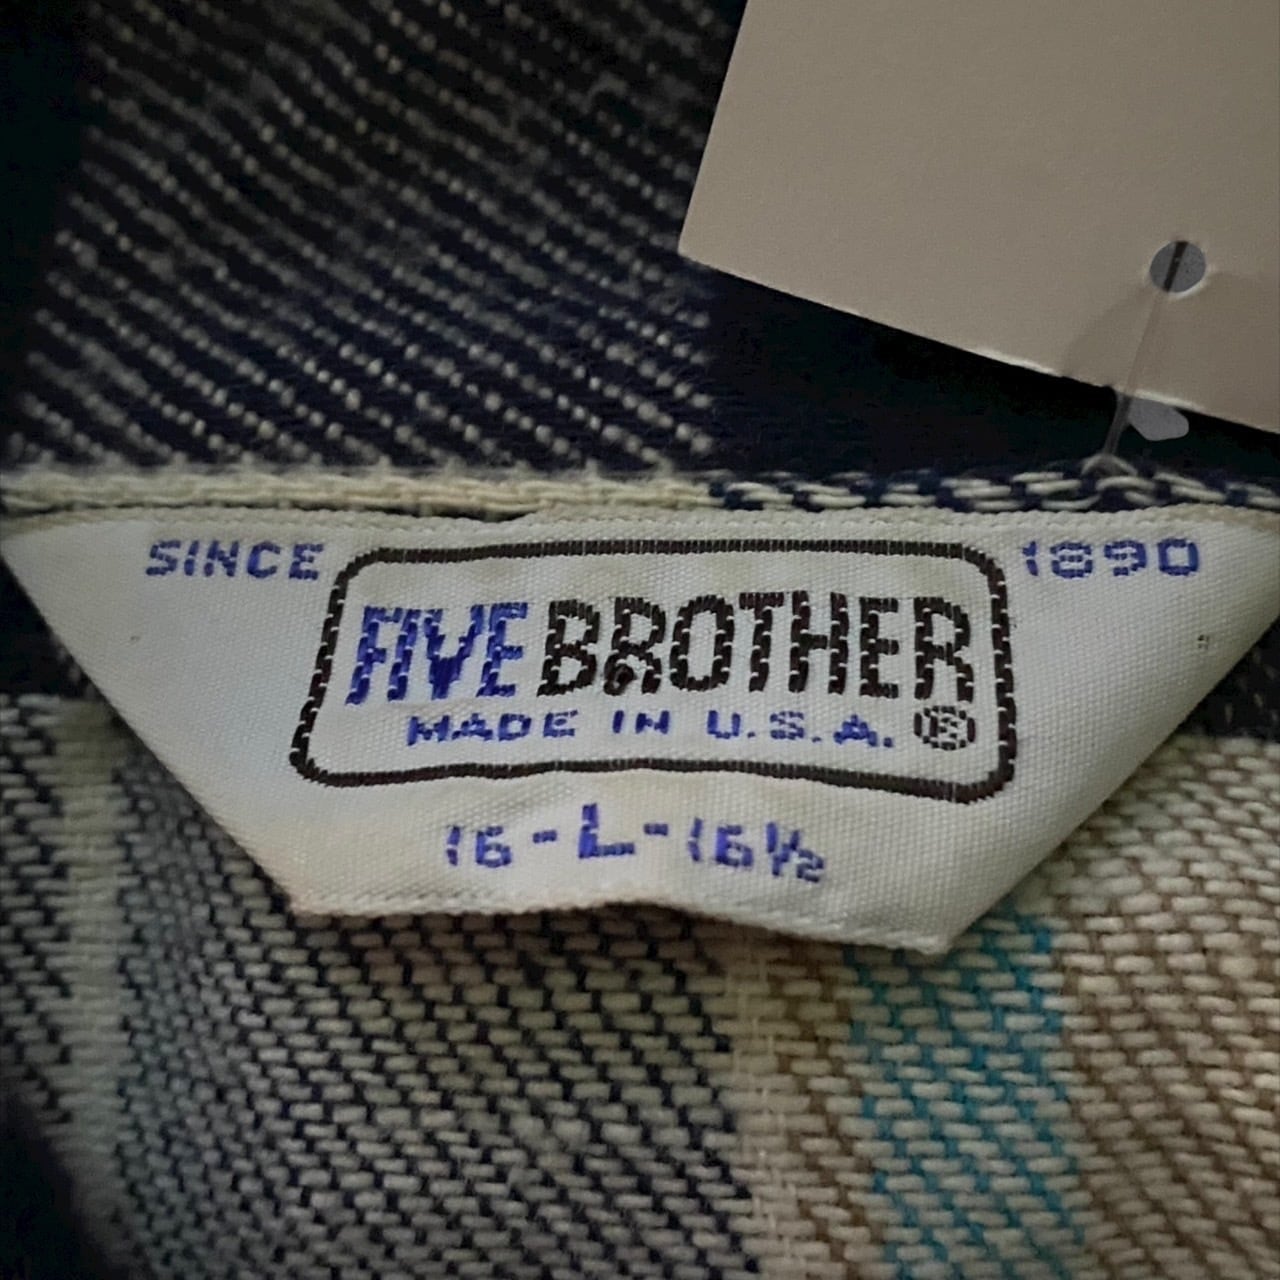 SINCE 1890
FIVE BROTHER
MADE IN U.S.A. ®
16-L-16½